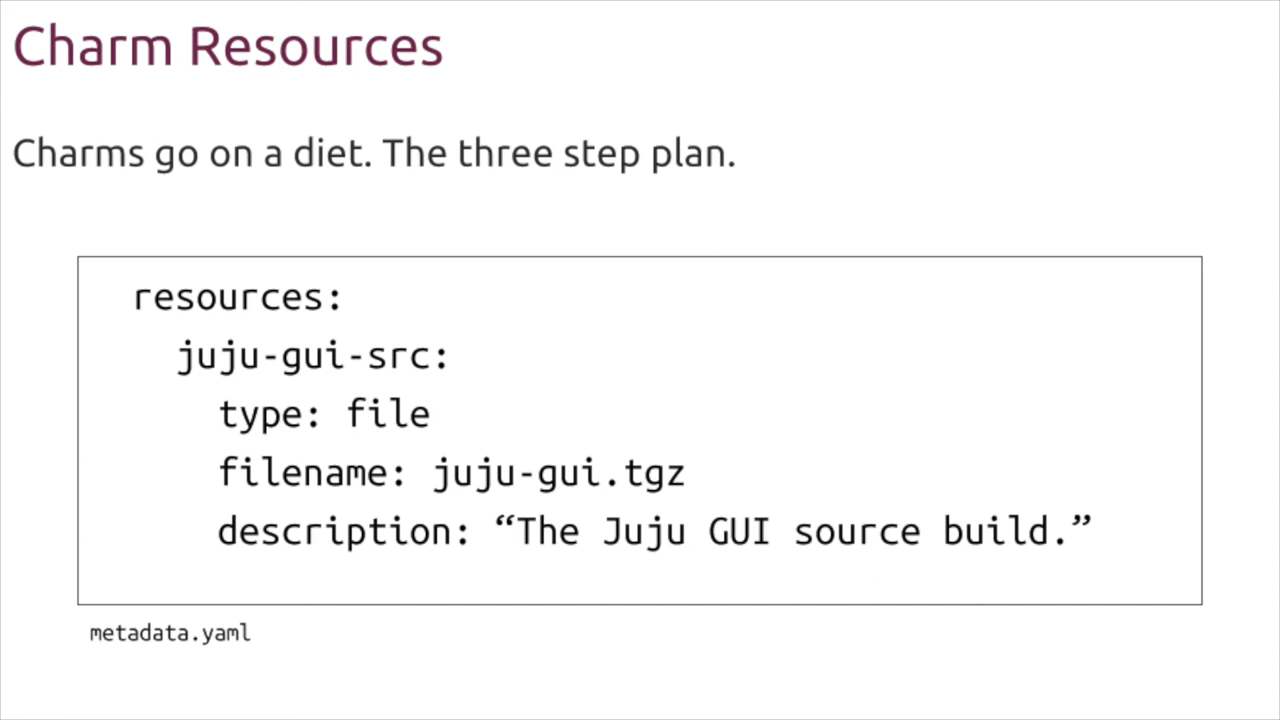 Charm Resources
Charms go on a diet. The three step plan.
resources:
juju-gui-src:
type: file
filename: juju-gui.tgz
description: “The Juju GUI source build.”
metadata.yaml